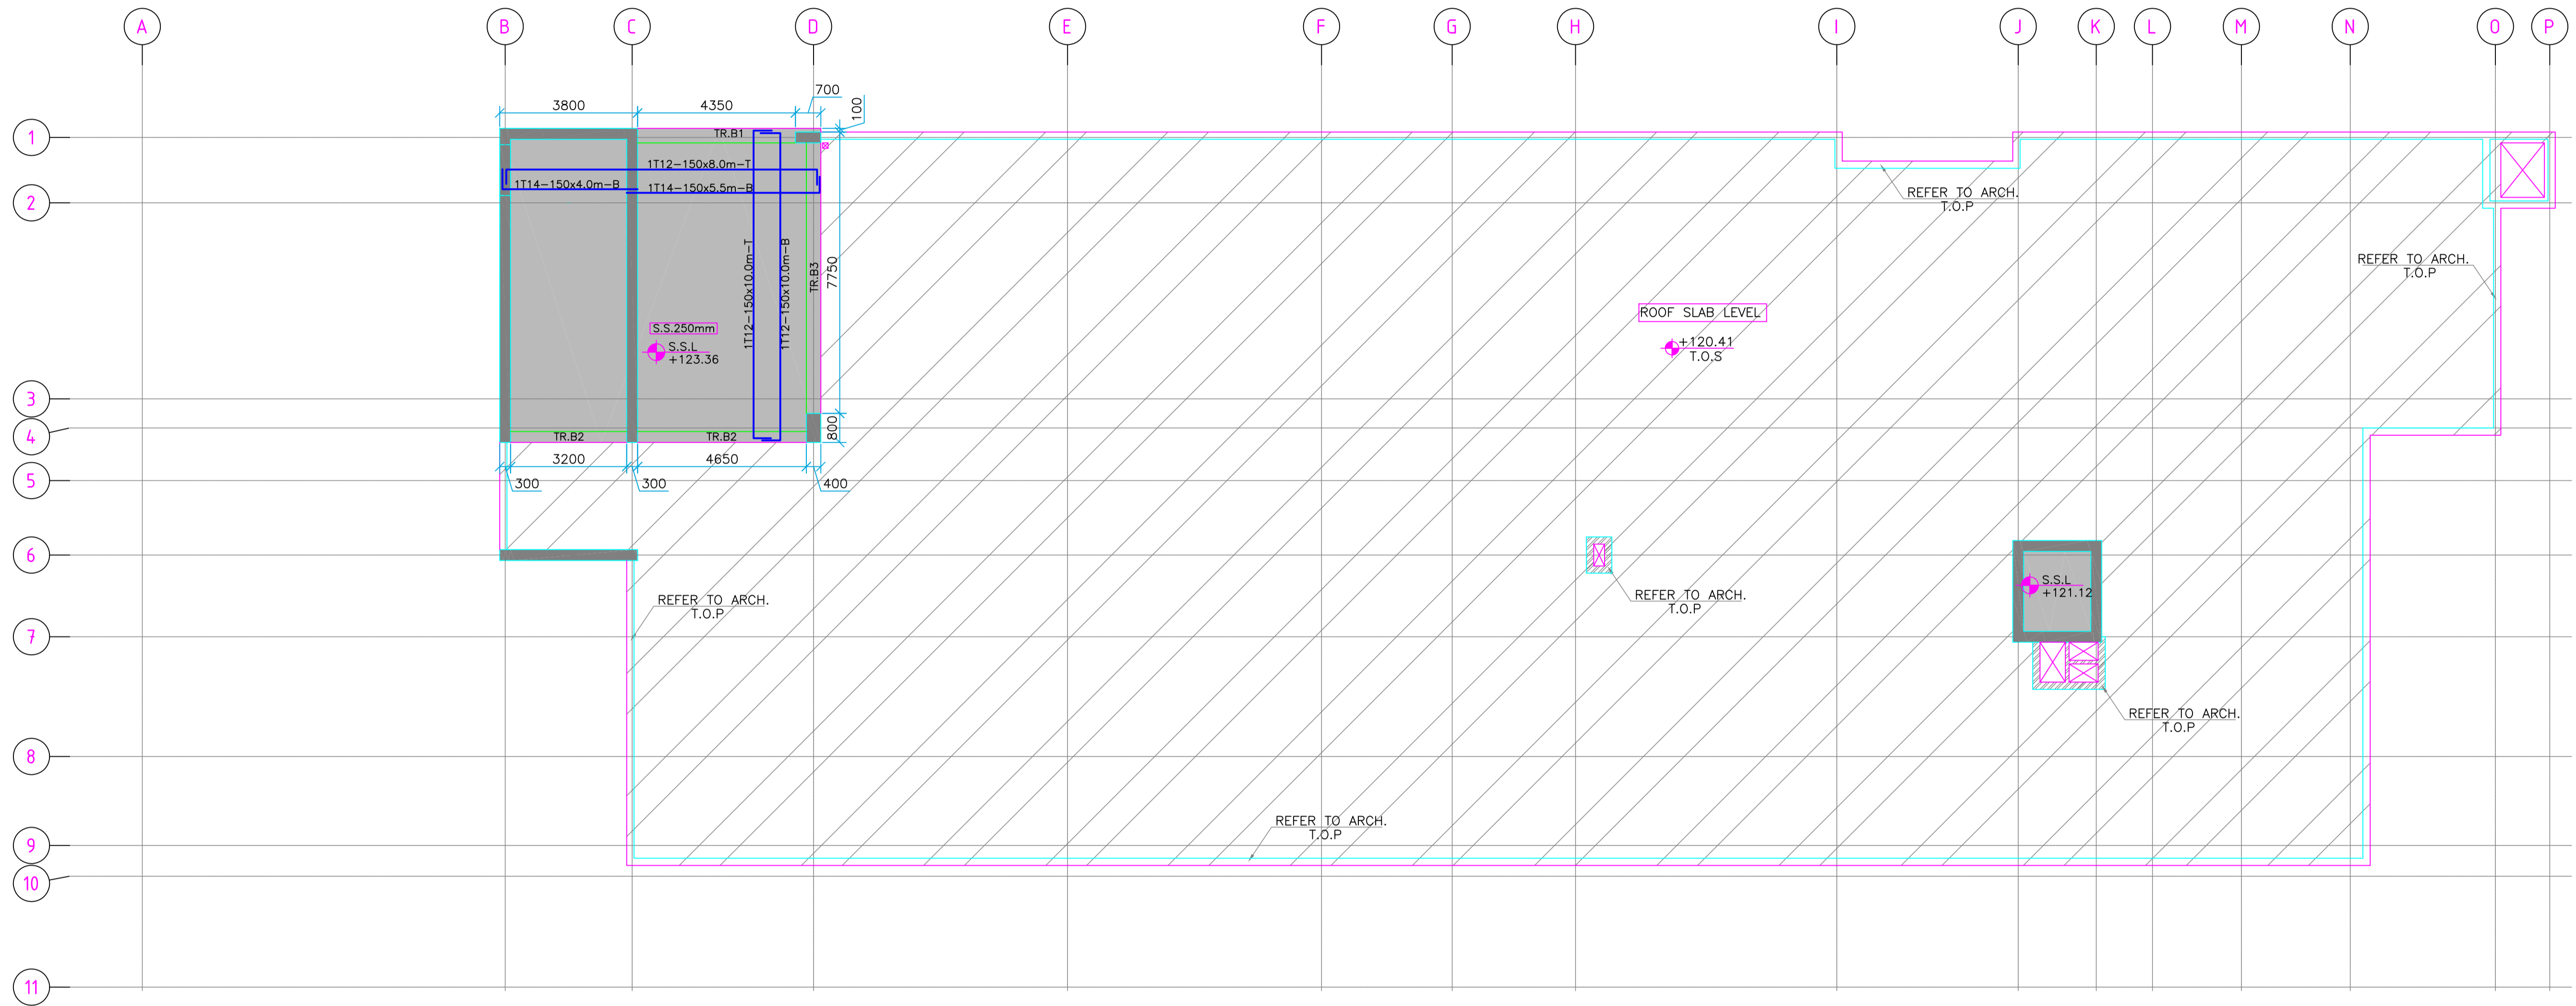 A B C D E F G H I J K L M N O P
700
3800 4350 100
1
TR.B1
1T12-150x8.0m-T
1T14-150x4.0m-B 1T14-150x5.5m-B
2
REFER TO ARCH.
T.O.P
1T12-150x10.0m-T
1T12-150x10.0m-B
TR.B3
7750
REFER TO ARCH.
T.O.P
ROOF SLAB LEVEL
S.S.250mm
+120.41
T.O.S
S.S.L
+123.36
3
800
4
TR.B2 TR.B2
3200 4650
5
300 300 400
6
S.S.L
+121.12
REFER TO ARCH.
T.O.P
REFER TO ARCH.
T.O.P
7
REFER TO ARCH.
T.O.P
8
REFER TO ARCH.
T.O.P
9
10
11